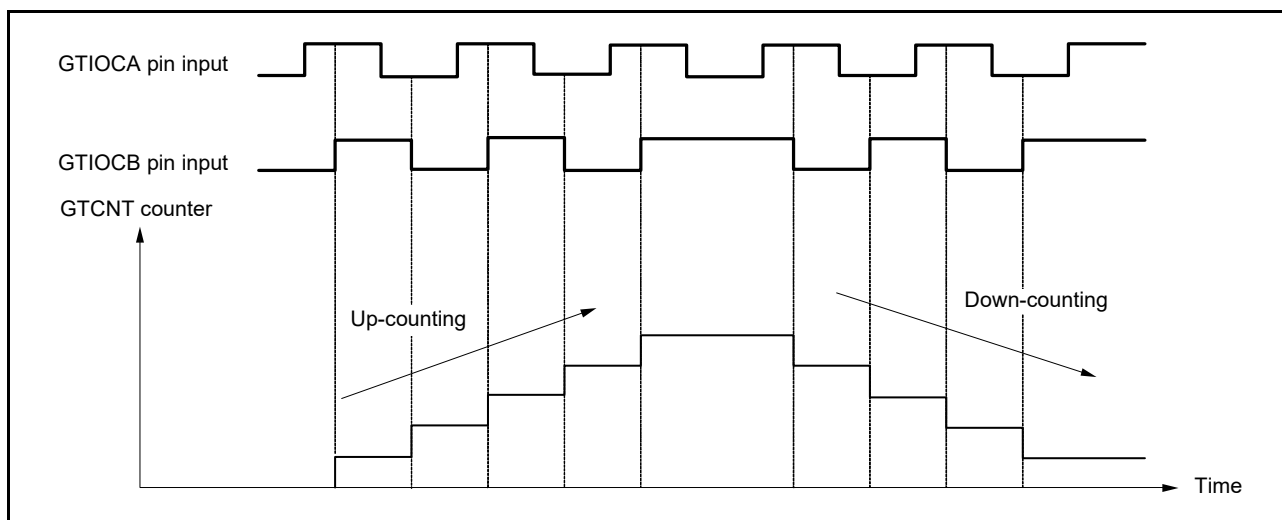 GTIOCA pin input
GTIOCB pin input
GTCNT counter
Up-counting
Down-counting
Time